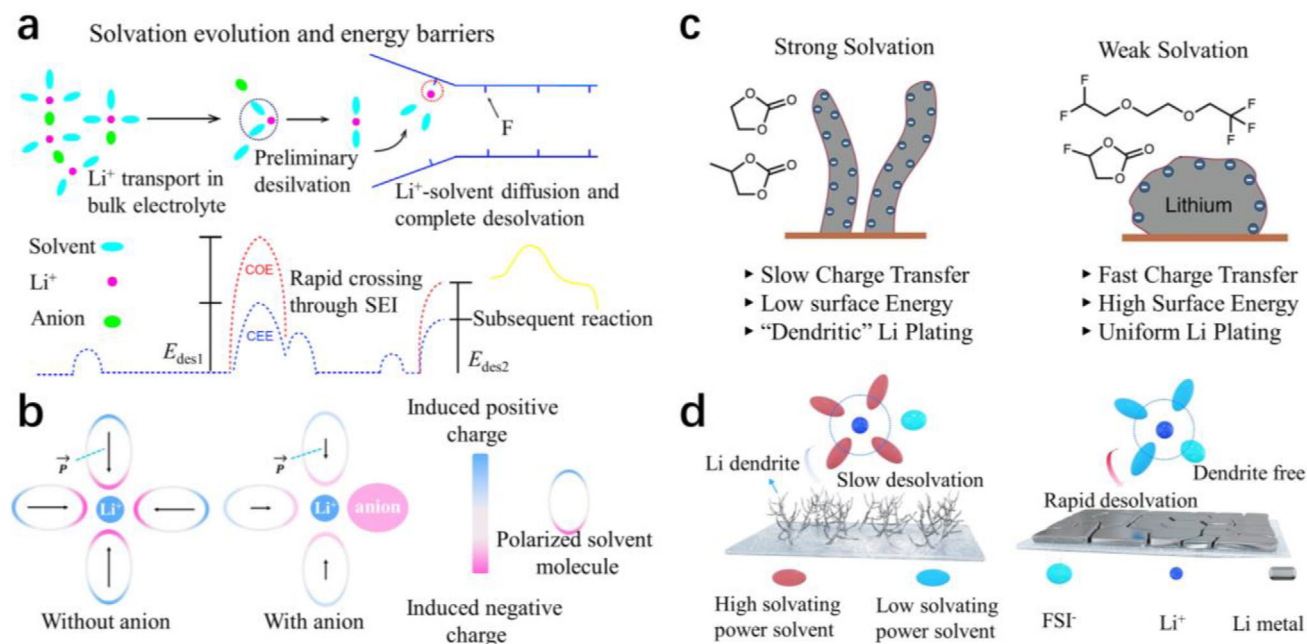 a
Solvation evolution and energy barriers
Li⁺ transport in
bulk electrolyte
Preliminary
desilvation
F
Li⁺-solvent diffusion and
complete desolvation
Solvent
Li⁺
Anion
E_des1
COE
CEE
Rapid crossing
through SEI
Subsequent reaction
E_des2
b
P
Li⁺
Without anion
P
Li⁺
anion
With anion
Induced positive
charge
Polarized solvent
molecule
Induced negative
charge
c
Strong Solvation
O
O
O
O
O
O
▸ Slow Charge Transfer
▸ Low surface Energy
▸ “Dendritic” Li Plating
Weak Solvation
F
F
O
O
F
F
F
F
O
O
O
Lithium
▸ Fast Charge Transfer
▸ High Surface Energy
▸ Uniform Li Plating
d
Li dendrite
Slow desolvation
Dendrite free
Rapid desolvation
High solvating
power solvent
Low solvating
power solvent
FSI⁻
Li⁺
Li metal